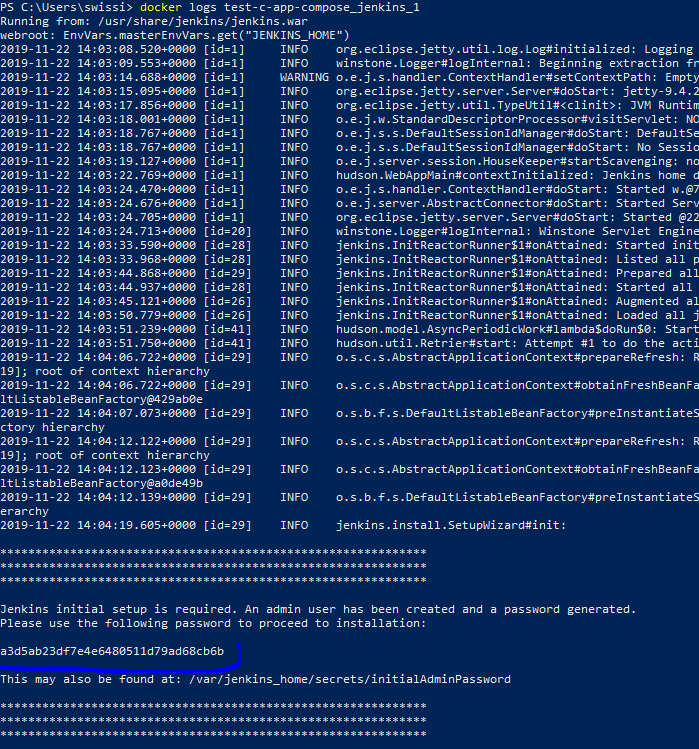 PS C:\Users\swissi> docker logs test-c-app-compose_jenkins_1
Running from: /usr/share/jenkins/jenkins.war
webroot: EnvVars.masterEnvVars.get("JENKINS_HOME")
2019-11-22 14:03:08.520+0000 [id=1] INFO org.eclipse.jetty.util.log.Log#initialized: Logging
2019-11-22 14:03:09.553+0000 [id=1] INFO winstone.Logger#logInternal: Beginning extraction fr
2019-11-22 14:03:14.688+0000 [id=1] WARNING o.e.j.s.handler.ContextHandler#setContextPath: Empty
2019-11-22 14:03:15.095+0000 [id=1] INFO org.eclipse.jetty.server.Server#doStart: jetty-9.4.2
2019-11-22 14:03:17.856+0000 [id=1] INFO org.eclipse.jetty.util.TypeUtil#<clinit>: JVM Runtim
2019-11-22 14:03:18.001+0000 [id=1] INFO o.e.j.w.StandardDescriptorProcessor#visitServlet: NO
2019-11-22 14:03:18.767+0000 [id=1] INFO o.e.j.s.s.DefaultSessionIdManager#doStart: DefaultSe
2019-11-22 14:03:18.767+0000 [id=1] INFO o.e.j.s.s.DefaultSessionIdManager#doStart: No Sessio
2019-11-22 14:03:19.127+0000 [id=1] INFO o.e.j.server.session.HouseKeeper#startScavenging: no
2019-11-22 14:03:22.769+0000 [id=1] INFO hudson.WebAppMain#contextInitialized: Jenkins home d
2019-11-22 14:03:24.470+0000 [id=1] INFO o.e.j.s.handler.ContextHandler#doStart: Started w.@7
2019-11-22 14:03:24.676+0000 [id=1] INFO o.e.j.server.AbstractConnector#doStart: Started Serv
2019-11-22 14:03:24.705+0000 [id=1] INFO org.eclipse.jetty.server.Server#doStart: Started @22
2019-11-22 14:03:24.713+0000 [id=20] INFO winstone.Logger#logInternal: Winstone Servlet Engine
2019-11-22 14:03:33.590+0000 [id=28] INFO jenkins.InitReactorRunner$1#onAttained: Started init
2019-11-22 14:03:33.968+0000 [id=28] INFO jenkins.InitReactorRunner$1#onAttained: Listed all p
2019-11-22 14:03:44.868+0000 [id=29] INFO jenkins.InitReactorRunner$1#onAttained: Prepared all
2019-11-22 14:03:44.937+0000 [id=28] INFO jenkins.InitReactorRunner$1#onAttained: Started all
2019-11-22 14:03:45.121+0000 [id=26] INFO jenkins.InitReactorRunner$1#onAttained: Augmented al
2019-11-22 14:03:50.779+0000 [id=26] INFO jenkins.InitReactorRunner$1#onAttained: Loaded all j
2019-11-22 14:03:51.239+0000 [id=41] INFO hudson.model.AsyncPeriodicWork#lambda$doRun$0: Start
2019-11-22 14:03:51.750+0000 [id=41] INFO hudson.util.Retrier#start: Attempt #1 to do the acti
2019-11-22 14:04:06.722+0000 [id=29] INFO o.s.c.s.AbstractApplicationContext#prepareRefresh: R
19]; root of context hierarchy
2019-11-22 14:04:06.722+0000 [id=29] INFO o.s.c.s.AbstractApplicationContext#obtainFreshBeanFa
ltListableBeanFactory@429ab0e
2019-11-22 14:04:07.073+0000 [id=29] INFO o.s.b.f.s.DefaultListableBeanFactory#preInstantiateS
ctory hierarchy
2019-11-22 14:04:12.122+0000 [id=29] INFO o.s.c.s.AbstractApplicationContext#prepareRefresh: R
19]; root of context hierarchy
2019-11-22 14:04:12.123+0000 [id=29] INFO o.s.c.s.AbstractApplicationContext#obtainFreshBeanFa
ltListableBeanFactory@a0de49b
2019-11-22 14:04:12.139+0000 [id=29] INFO o.s.b.f.s.DefaultListableBeanFactory#preInstantiateS
erarchy
2019-11-22 14:04:19.605+0000 [id=29] INFO jenkins.install.SetupWizard#init:
*************************************************************
*************************************************************
*************************************************************
Jenkins initial setup is required. An admin user has been created and a password generated.
Please use the following password to proceed to installation:
a3d5ab23df7e4e6480511d79ad68cb6b
This may also be found at: /var/jenkins_home/secrets/initialAdminPassword
*************************************************************
*************************************************************
*************************************************************